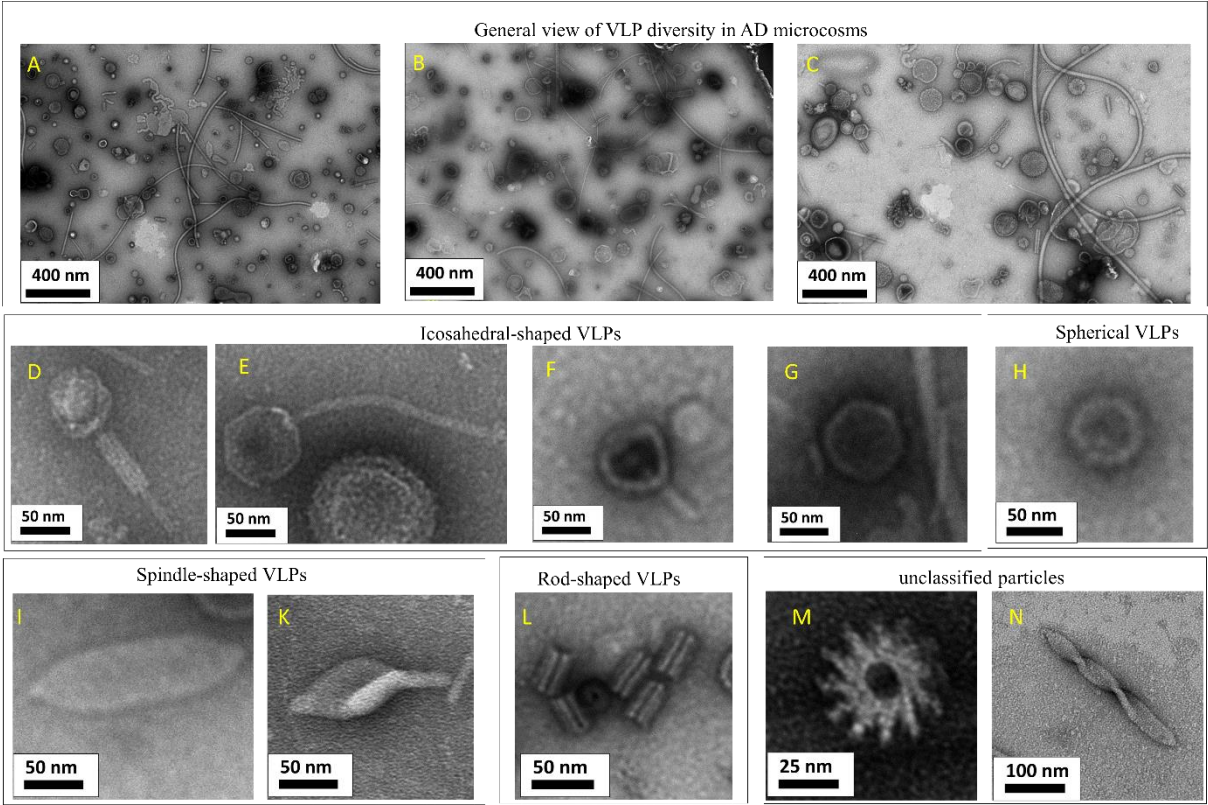 General view of VLP diversity in AD microcosms
A
B
C
400 nm
400 nm
400 nm
Icosahedral-shaped VLPs
Spherical VLPs
D
E
F
G
H
50 nm
50 nm
50 nm
50 nm
50 nm
Spindle-shaped VLPs
Rod-shaped VLPs
unclassified particles
I
K
L
M
N
50 nm
50 nm
50 nm
25 nm
100 nm